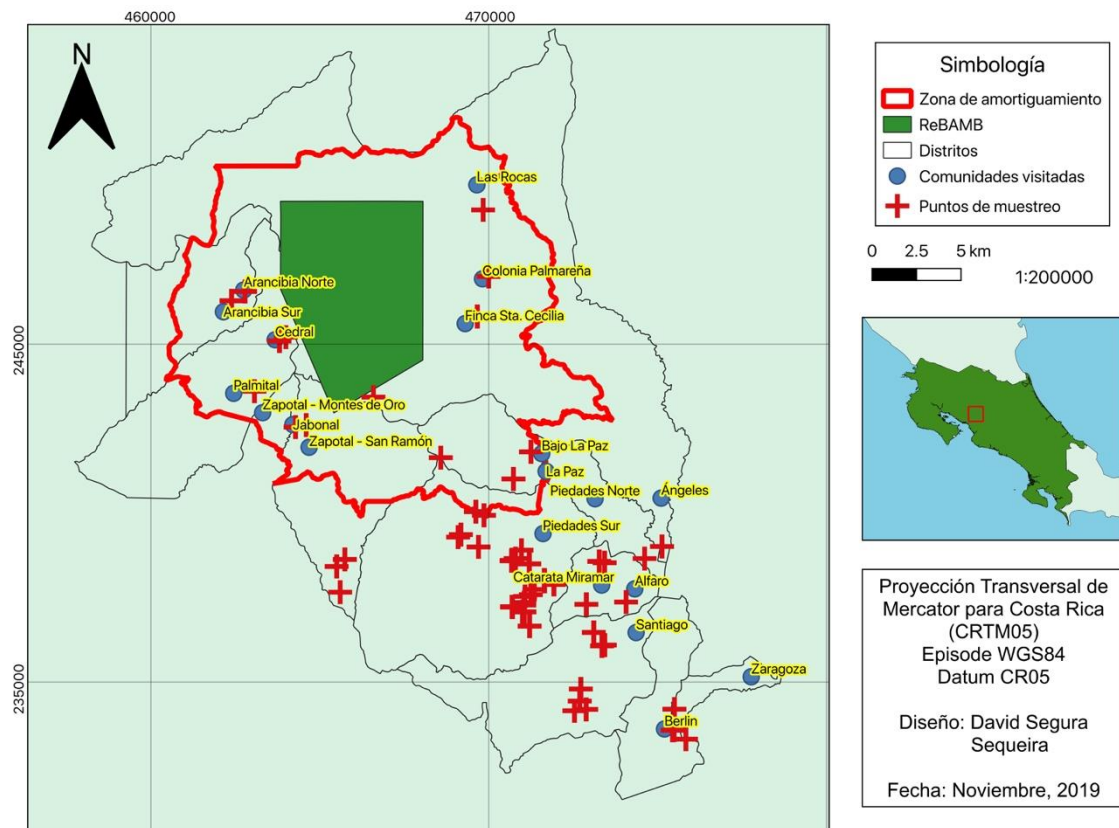 460000
470000
N
245000
235000
Las Rocas
Colonia Palmareña
Arancibia Norte
Arancibia Sur
Finca Sta. Cecilia
Cedral
Palmital
Zapotal - Montes de Oro
Jabonal
Zapotal - San Ramón
Bajo La Paz
La Paz
Piedades Norte
Ángeles
Piedades Sur
Catarata Miramar
Alfaro
Santiago
Zaragoza
Berlín
Simbología
Zona de amortiguamiento
ReBAMB
Distritos
Comunidades visitadas
Puntos de muestreo
0 2.5 5 km
1:200000
Proyección Transversal de
Mercator para Costa Rica
(CRTM05)
Episode WGS84
Datum CR05
Diseño: David Segura
Sequeira
Fecha: Noviembre, 2019